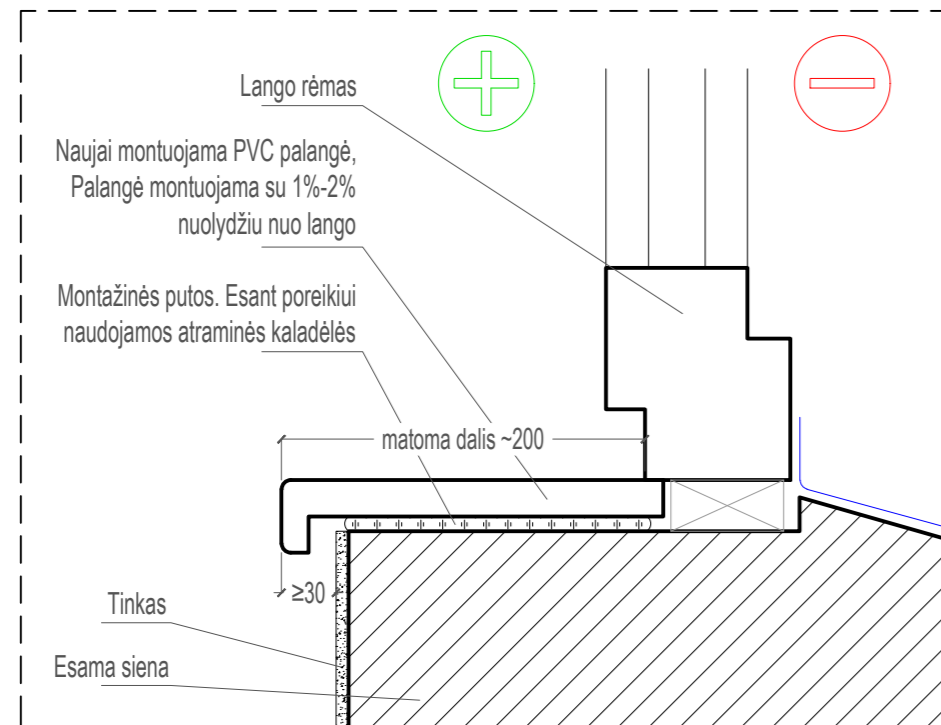 Lango rėmas
Naujai montuojama PVC palangė,
Palangė montuojama su 1%-2%
nuolydžiu nuo lango
Montažinės putos. Esant poreikiui
naudojamos atraminės kaladėlės
matoma dalis ~200
≥30
Tinkas
Esama siena